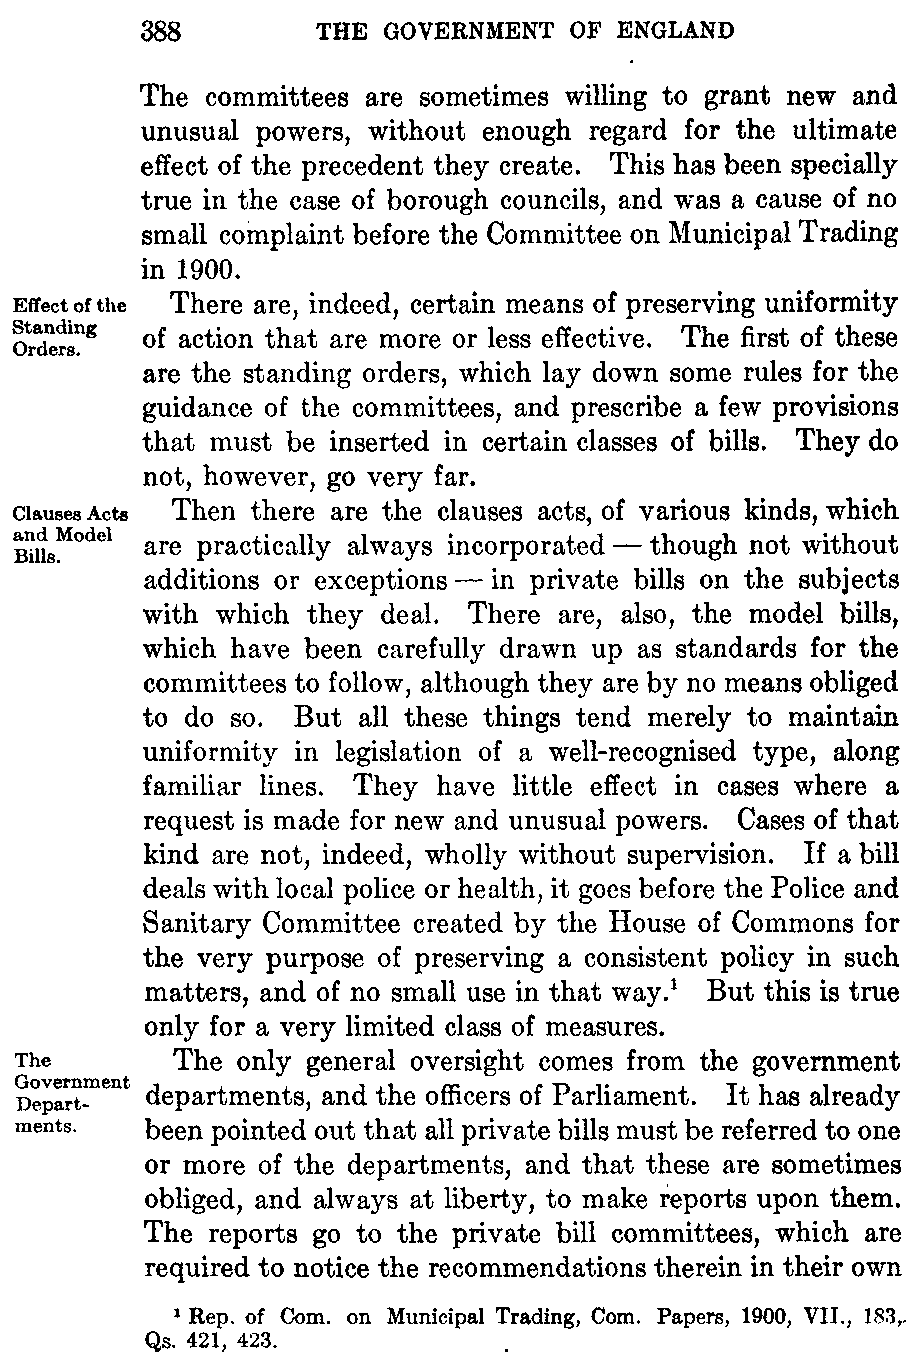 388 THE GOVERNMENT OF ENGLAND
The committees are sometimes willing to grant new and
unusual powers, without enough regard for the ultimate
effect of the precedent they create. This has been specially
true in the case of borough councils, and was a cause of no
small complaint before the Committee on Municipal Trading
in 1900.
Effect of the
Standing
Orders.
There are, indeed, certain means of preserving uniformity
of action that are more or less effective. The first of these
are the standing orders, which lay down some rules for the
guidance of the committees, and prescribe a few provisions
that must be inserted in certain classes of bills. They do
not, however, go very far.
Clauses Acts
and Model
Bills.
Then there are the clauses acts, of various kinds, which
are practically always incorporated — though not without
additions or exceptions — in private bills on the subjects
with which they deal. There are, also, the model bills,
which have been carefully drawn up as standards for the
committees to follow, although they are by no means obliged
to do so. But all these things tend merely to maintain
uniformity in legislation of a well-recognised type, along
familiar lines. They have little effect in cases where a
request is made for new and unusual powers. Cases of that
kind are not, indeed, wholly without supervision. If a bill
deals with local police or health, it goes before the Police and
Sanitary Committee created by the House of Commons for
the very purpose of preserving a consistent policy in such
matters, and of no small use in that way.¹ But this is true
only for a very limited class of measures.
The
Government
Depart-
ments.
The only general oversight comes from the government
departments, and the officers of Parliament. It has already
been pointed out that all private bills must be referred to one
or more of the departments, and that these are sometimes
obliged, and always at liberty, to make reports upon them.
The reports go to the private bill committees, which are
required to notice the recommendations therein in their own
¹ Rep. of Com. on Municipal Trading, Com. Papers, 1900, VII., 183,
Qs. 421, 423.